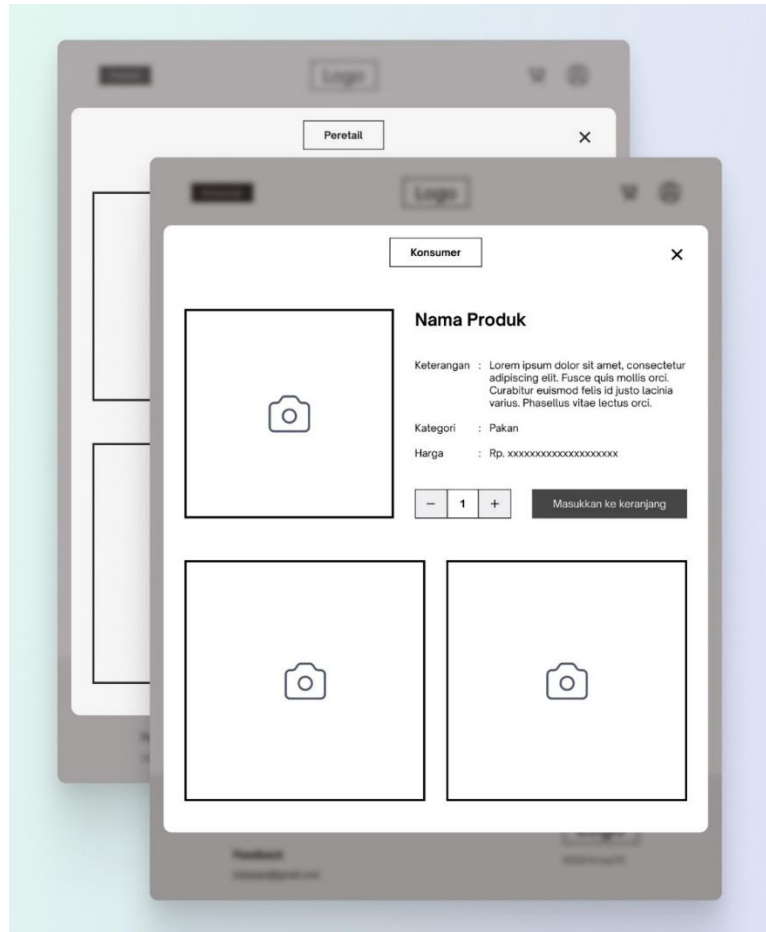 Logo
Peretail
Logo
Konsumer
Nama Produk
Keterangan : Lorem ipsum dolor sit amet, consectetur
adipiscing elit. Fusce quis mollis orci.
Curabitur euismod felis id justo lacinia
varius. Phasellus vitae lectus orci.
Kategori : Pakan
Harga : Rp. xxxxxxxxxxxxxxxxxxxx
− 1 + Masukkan ke keranjang
Feedback